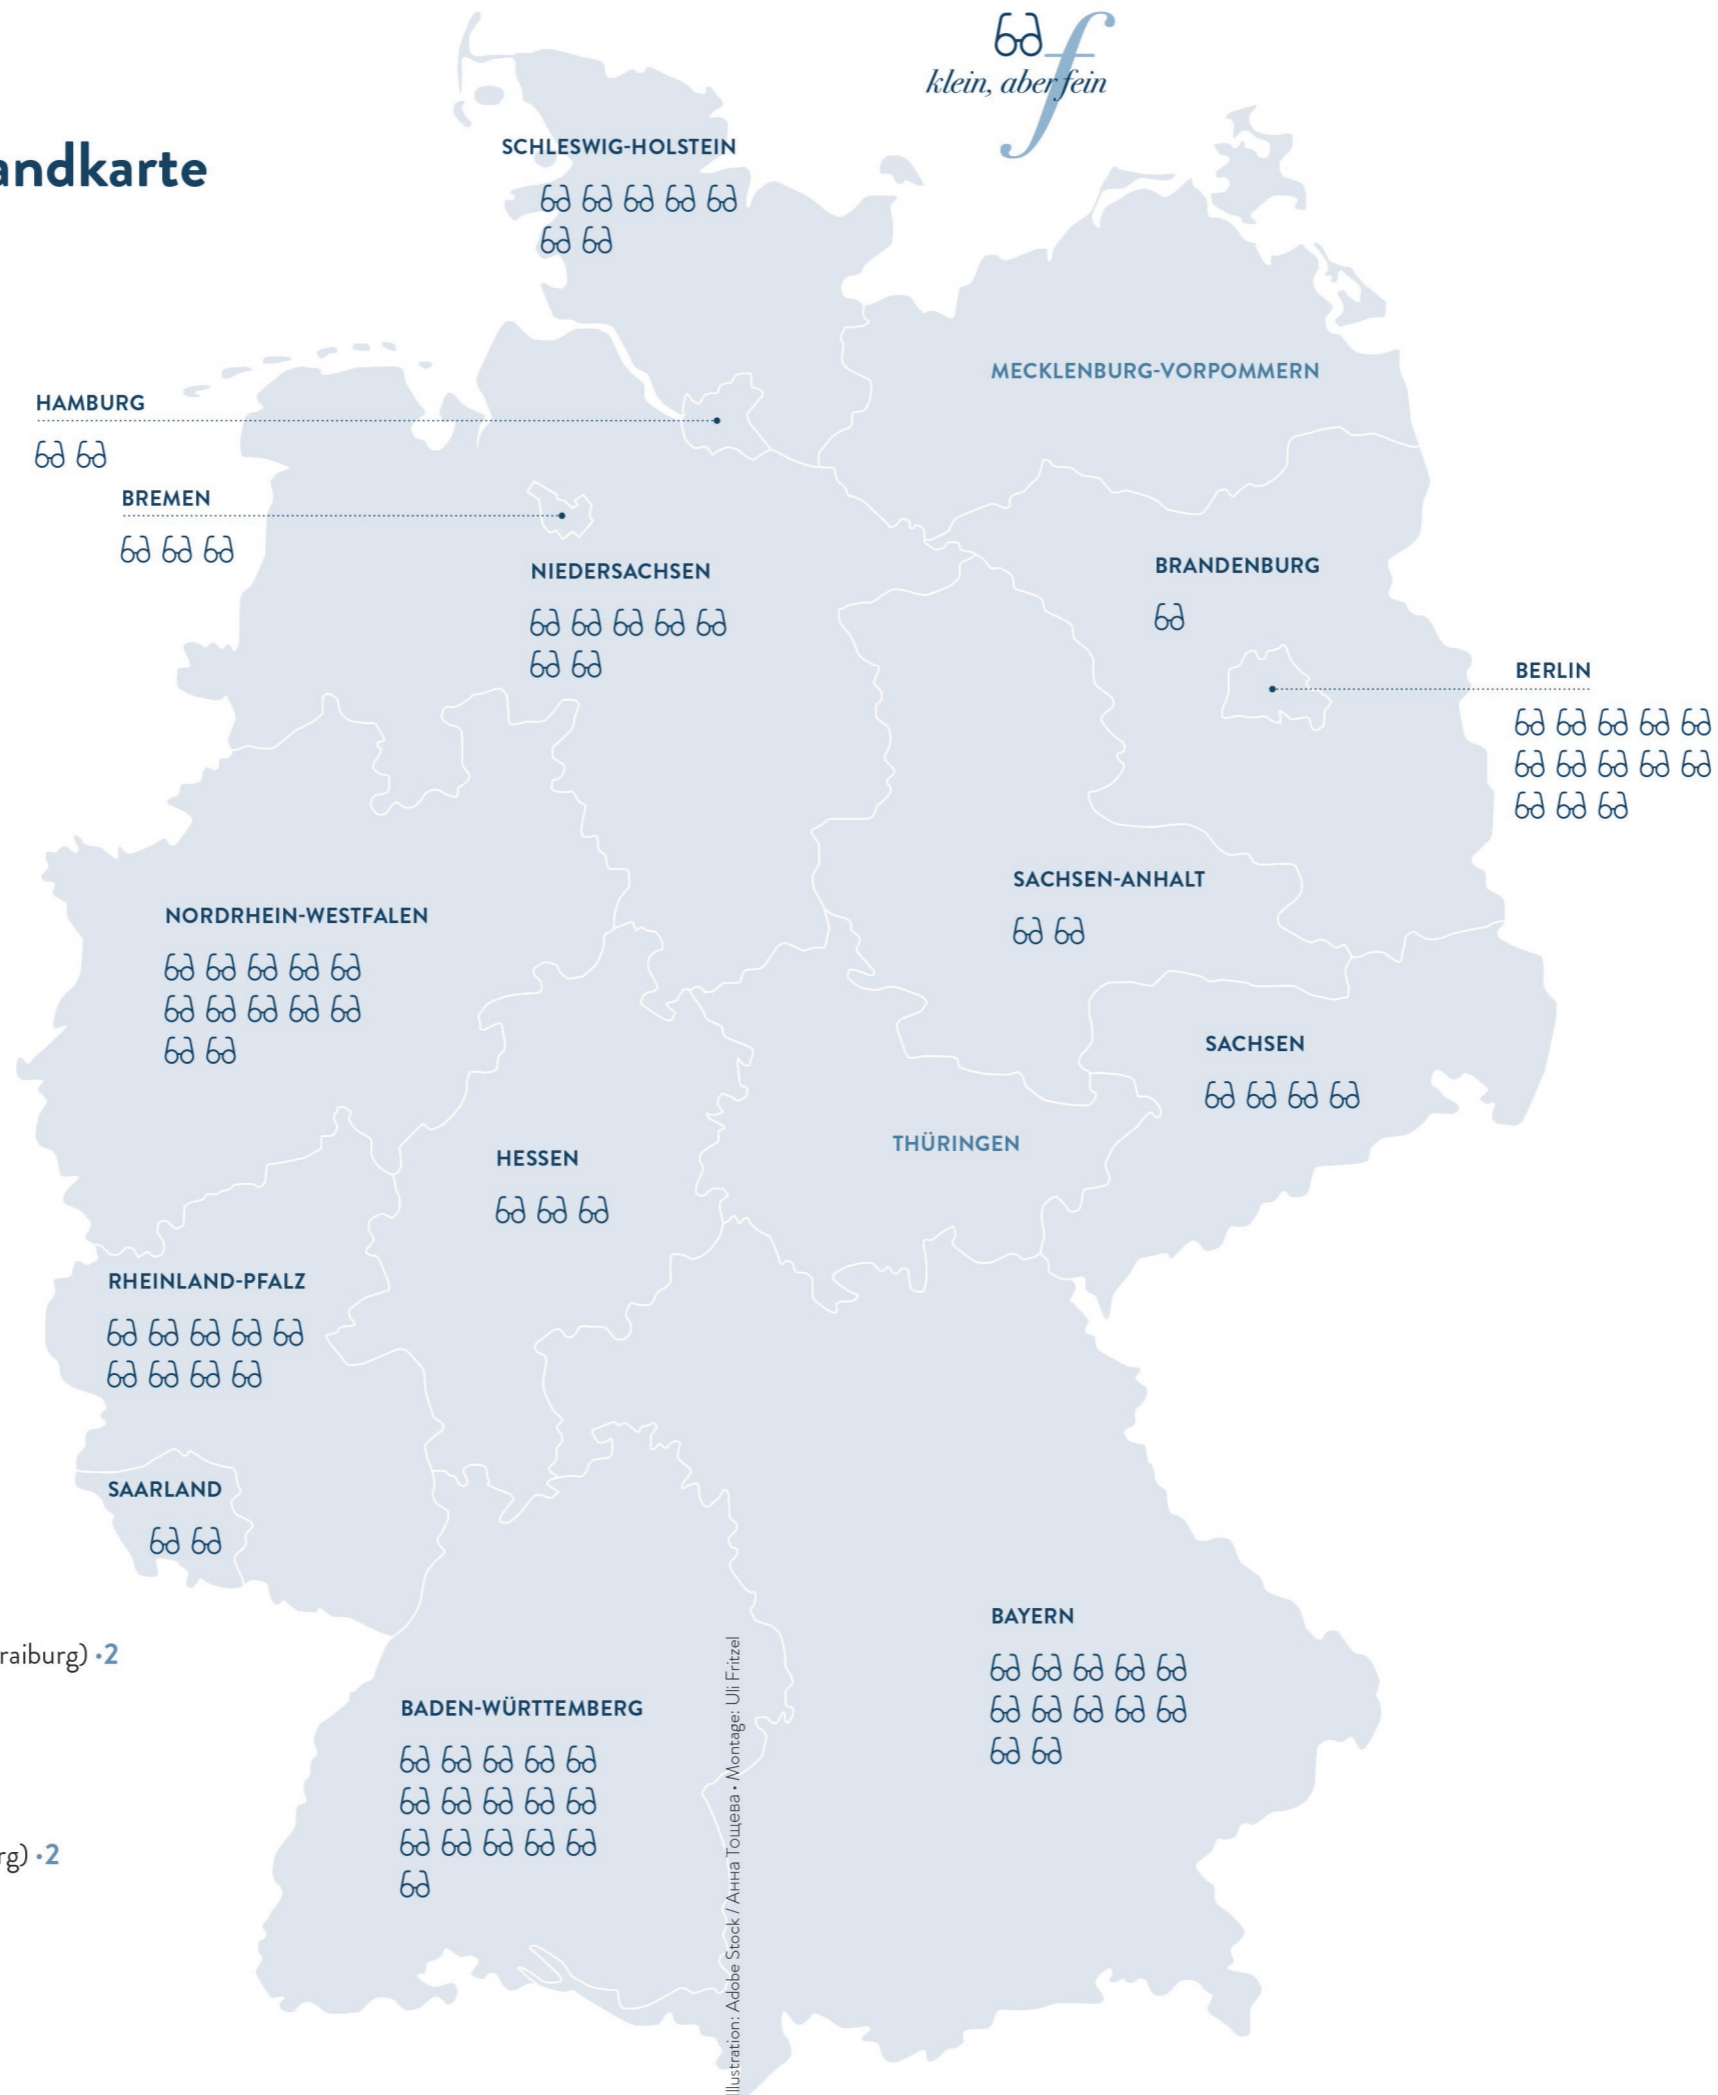 klein, aber fein
andkarte
SCHLESWIG-HOLSTEIN
MECKLENBURG-VORPOMMERN
HAMBURG
BREMEN
NIEDERSACHSEN
BRANDENBURG
BERLIN
SACHSEN-ANHALT
NORDRHEIN-WESTFALEN
SACHSEN
THÜRINGEN
HESSEN
RHEINLAND-PFALZ
SAARLAND
BAYERN
raiburg) •2
BADEN-WÜRTTEMBERG
rg) •2
Illustration: Adobe Stock / Анна Тощева • Montage: Uli Fritzel